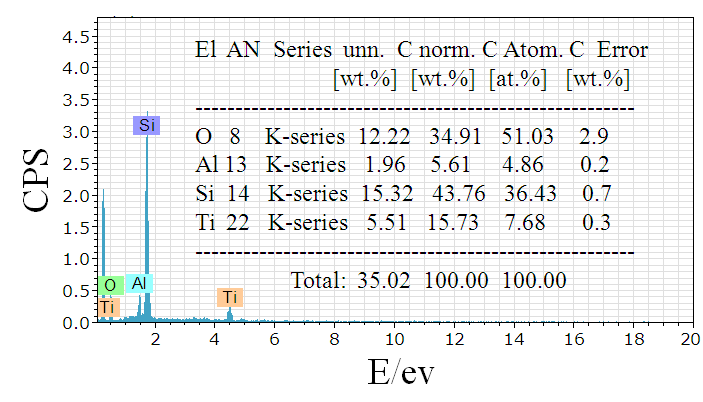 El AN Series unn. C norm. C Atom. C Error
[wt.%] [wt.%] [at.%] [wt.%]
O 8 K-series 12.22 34.91 51.03 2.9
Al 13 K-series 1.96 5.61 4.86 0.2
Si 14 K-series 15.32 43.76 36.43 0.7
Ti 22 K-series 5.51 15.73 7.68 0.3
Total: 35.02 100.00 100.00
CPS
4.5
4.0
3.5
3.0
2.5
2.0
1.5
1.0
0.5
0.0
Si
O
Al
Ti
Ti
2 4 6 8 10 12 14 16 18 20
E/ev